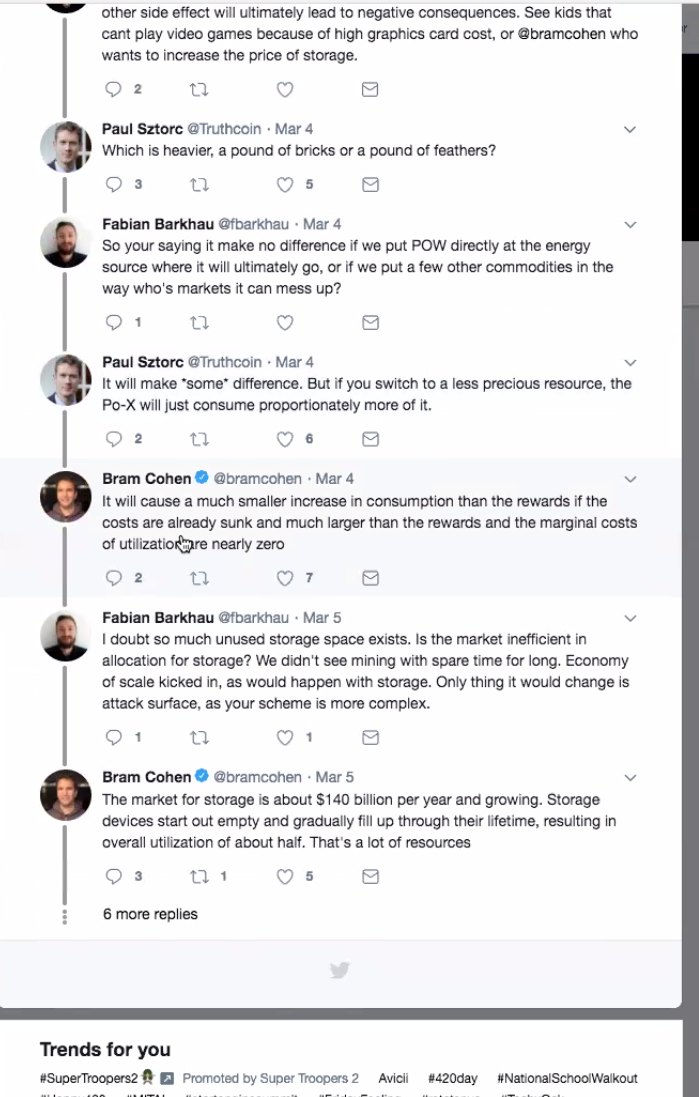 other side effect will ultimately lead to negative consequences. See kids that
cant play video games because of high graphics card cost, or @bramcohen who
wants to increase the price of storage.
2
Paul Sztorc @Truthcoin · Mar 4
Which is heavier, a pound of bricks or a pound of feathers?
3 5
Fabian Barkhau @fbarkhau · Mar 4
So your saying it make no difference if we put POW directly at the energy
source where it will ultimately go, or if we put a few other commodities in the
way who's markets it can mess up?
1
Paul Sztorc @Truthcoin · Mar 4
It will make *some* difference. But if you switch to a less precious resource, the
Po-X will just consume proportionately more of it.
2 6
Bram Cohen @bramcohen · Mar 4
It will cause a much smaller increase in consumption than the rewards if the
costs are already sunk and much larger than the rewards and the marginal costs
of utilization are nearly zero
2 7
Fabian Barkhau @fbarkhau · Mar 5
I doubt so much unused storage space exists. Is the market inefficient in
allocation for storage? We didn't see mining with spare time for long. Economy
of scale kicked in, as would happen with storage. Only thing it would change is
attack surface, as your scheme is more complex.
1 1
Bram Cohen @bramcohen · Mar 5
The market for storage is about $140 billion per year and growing. Storage
devices start out empty and gradually fill up through their lifetime, resulting in
overall utilization of about half. That's a lot of resources
3 1 5
6 more replies
Trends for you
#SuperTroopers2 Promoted by Super Troopers 2 Avicii #420day #NationalSchoolWalkout